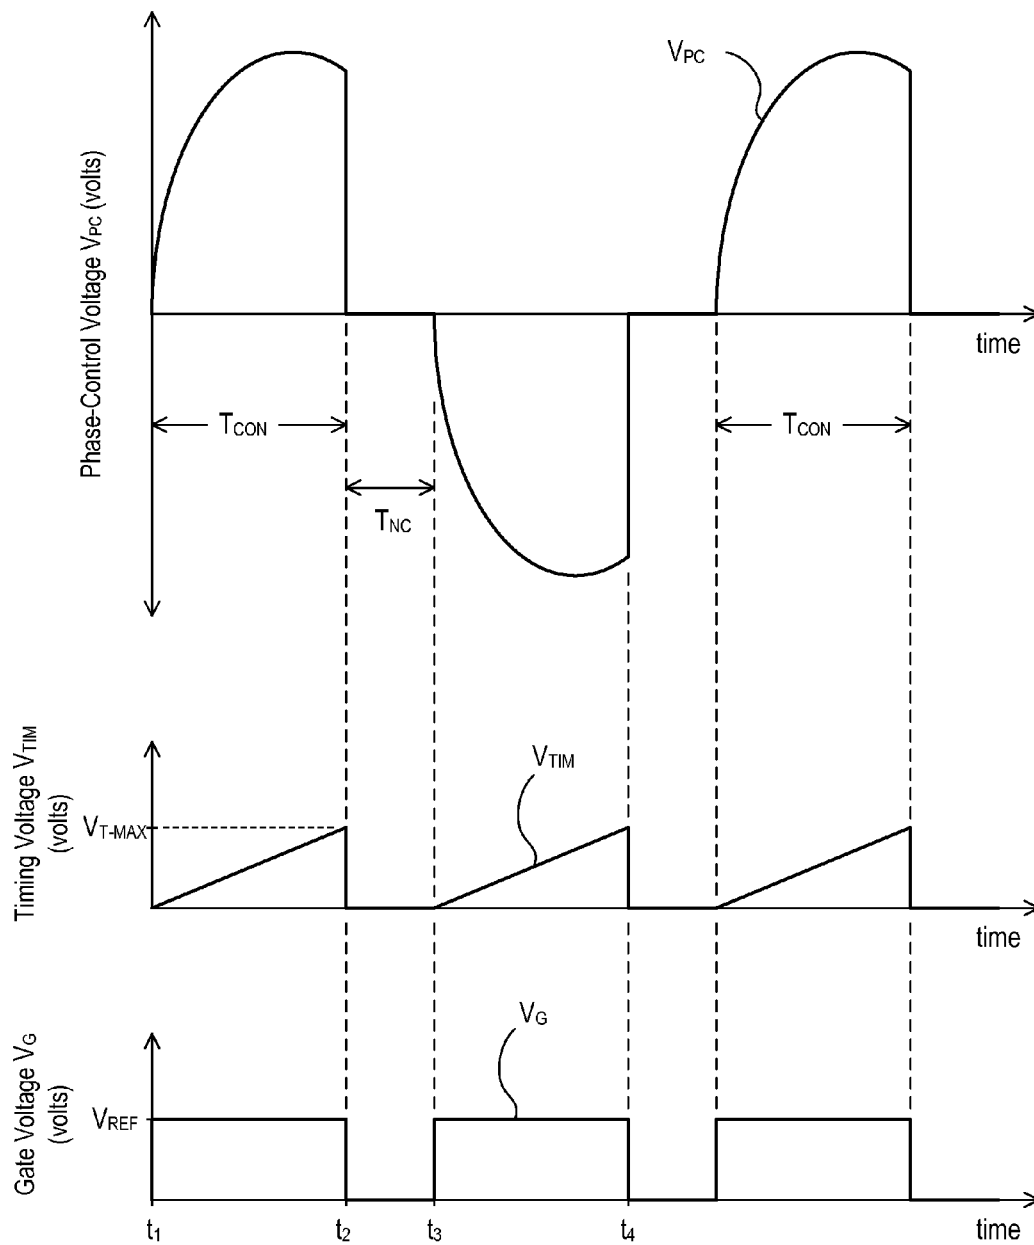 Phase-Control Voltage VPC (volts)
VPC
time
TCON
TCON
TNC
Timing Voltage VTIM
(volts)
VTIM
VT-MAX
time
Gate Voltage VG
(volts)
VG
VREF
t1
t2
t3
t4
time